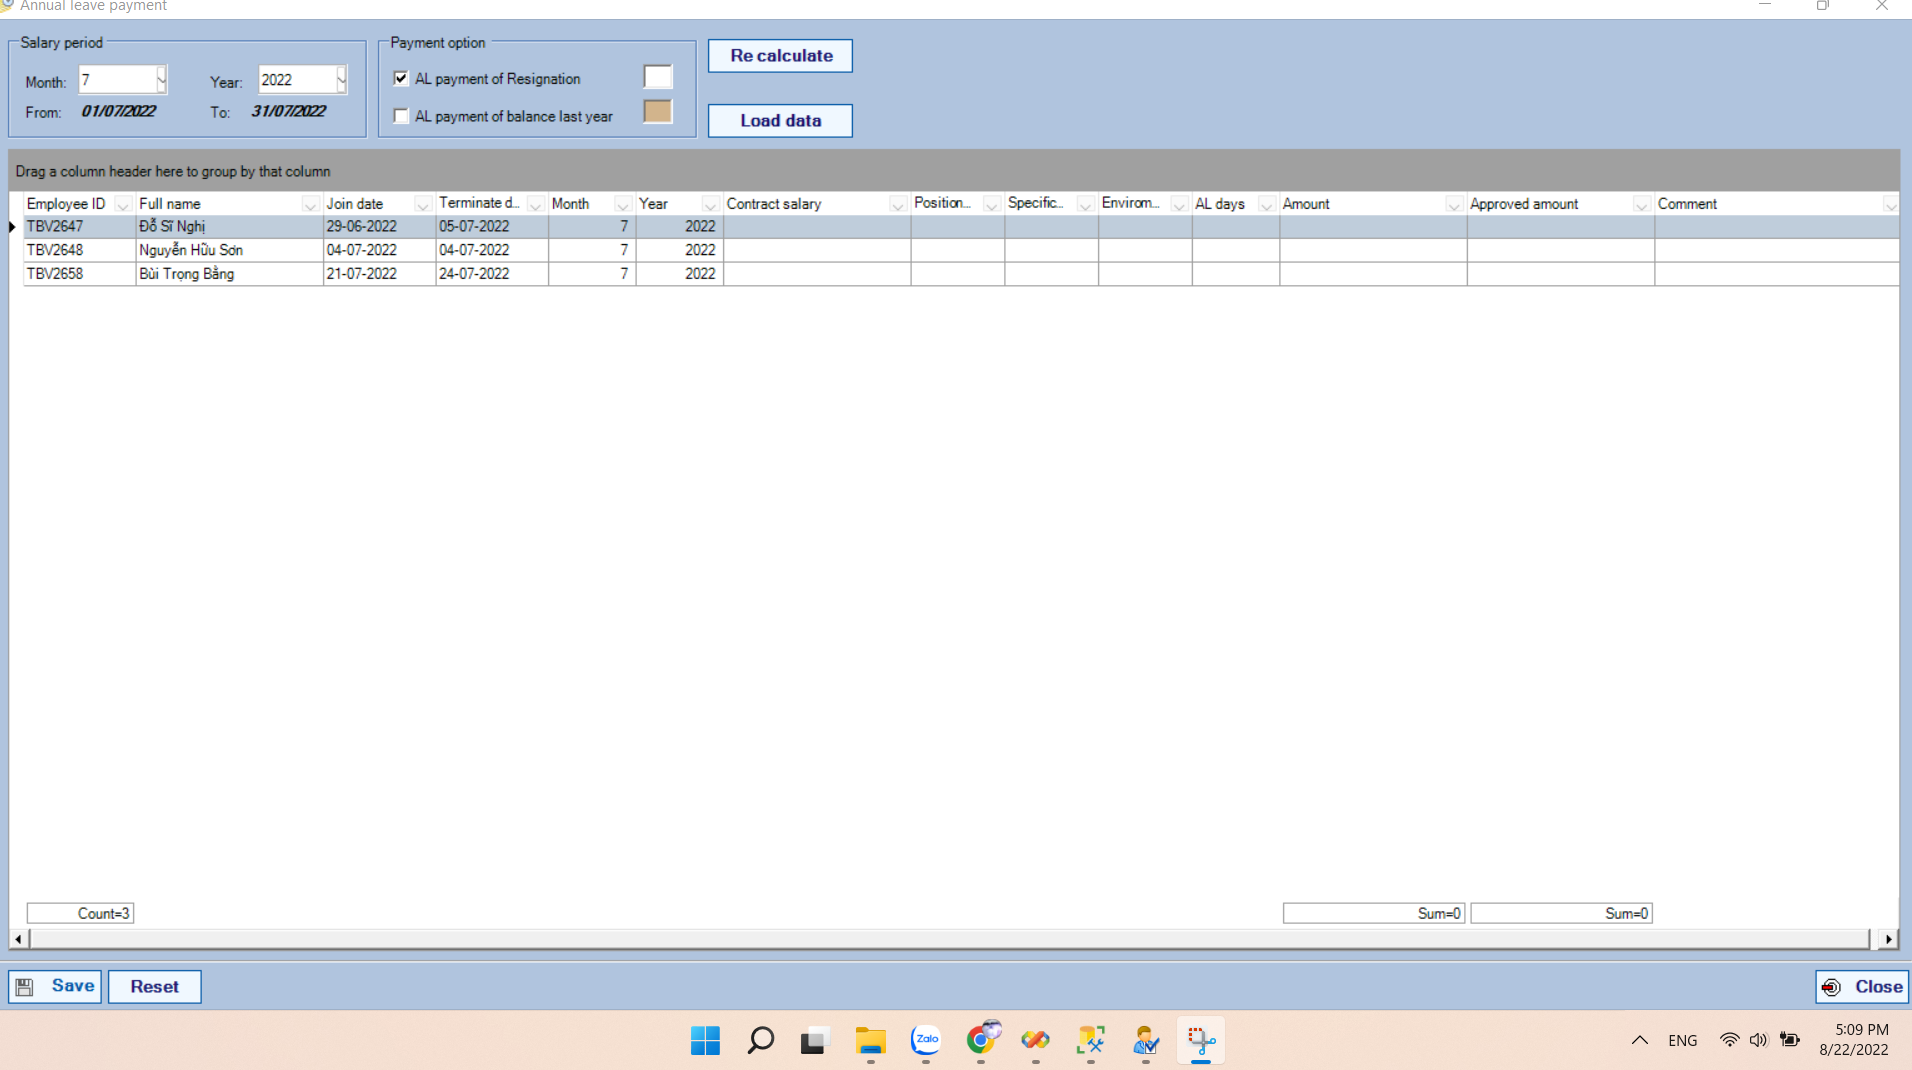 Annual leave payment
Salary period
Month: 7 Year: 2022
From: 01/07/2022 To: 31/07/2022
Payment option
AL payment of Resignation
AL payment of balance last year
Re calculate
Load data
Drag a column header here to group by that column
Employee ID Full name Join date Terminate d... Month Year Contract salary Position... Specific... Envirom... AL days Amount Approved amount Comment
TBV2647 Đỗ Sĩ Nghị 29-06-2022 05-07-2022 7 2022
TBV2648 Nguyễn Hữu Sơn 04-07-2022 04-07-2022 7 2022
TBV2658 Bùi Trọng Bằng 21-07-2022 24-07-2022 7 2022
Count=3 Sum=0 Sum=0
Save Reset Close
Zalo
ENG
5:09 PM
8/22/2022